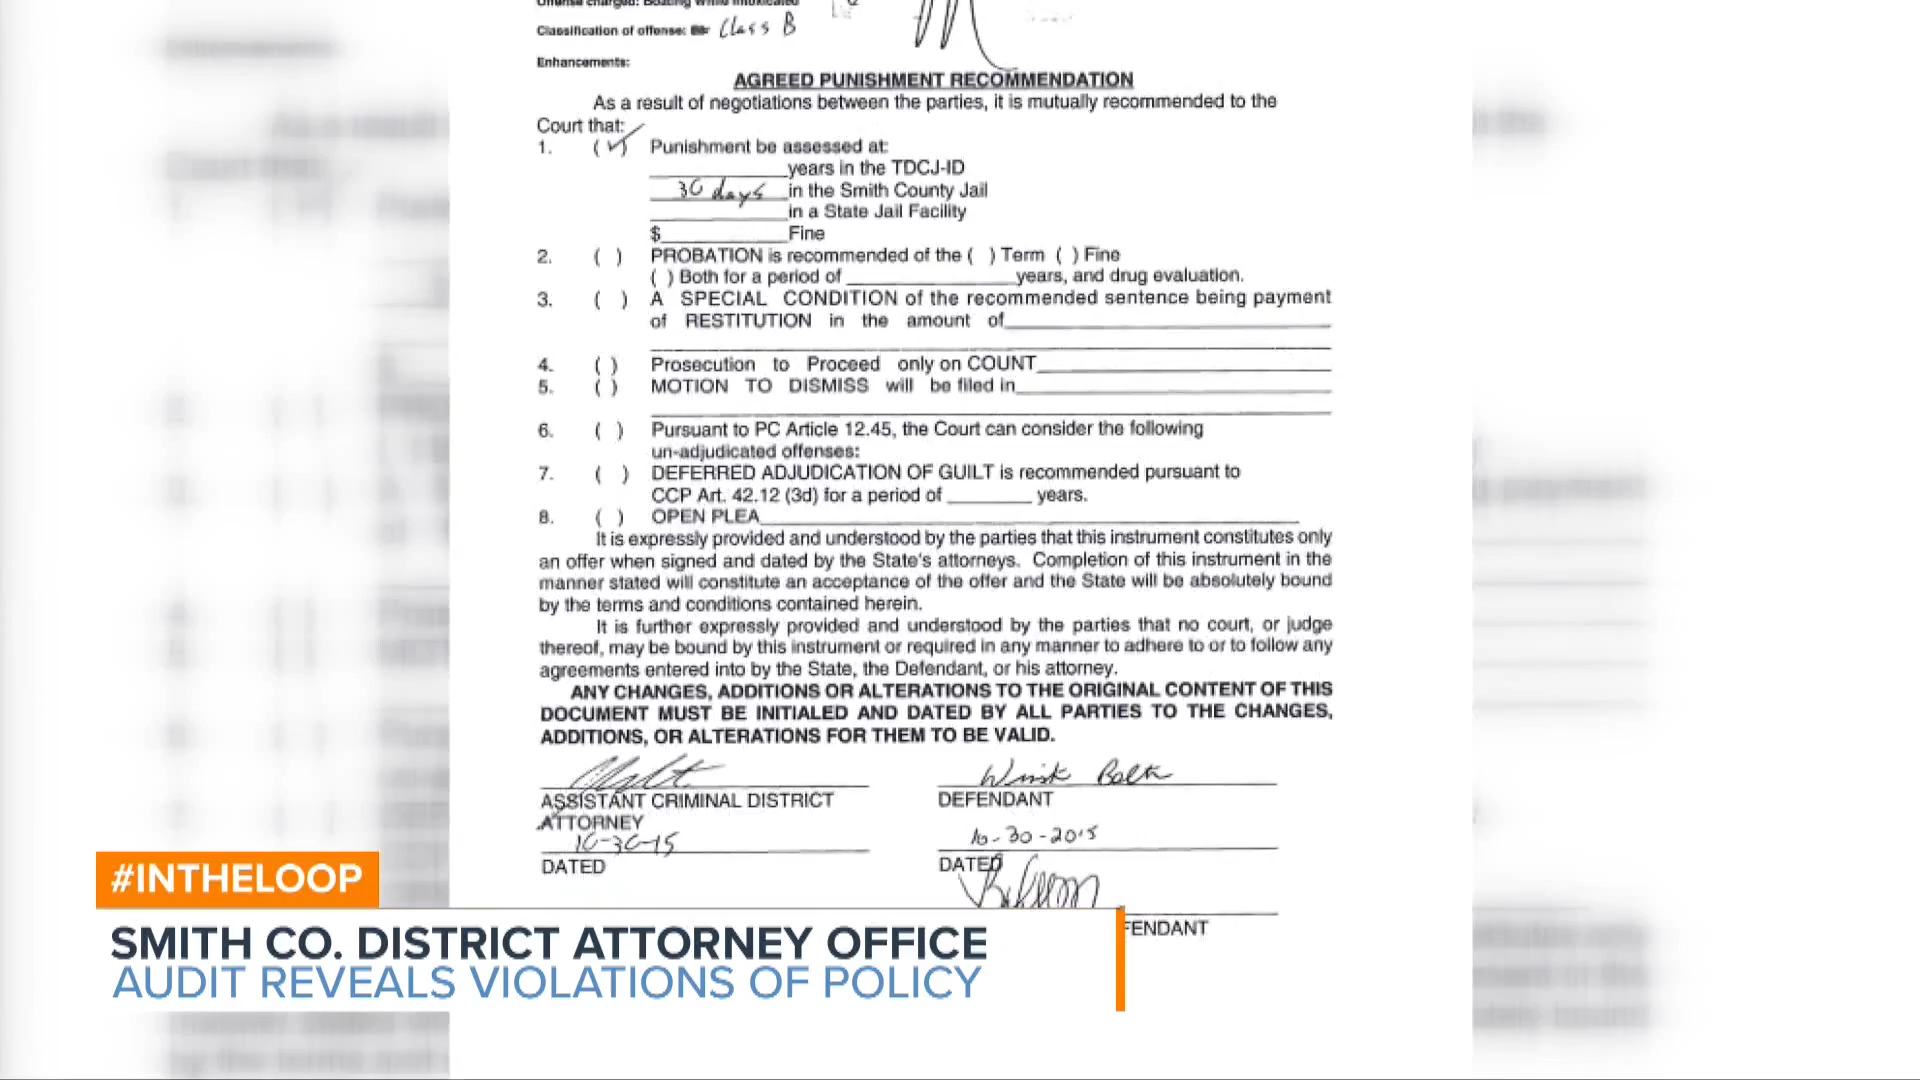 Offense charged: Boating While Intoxicated
Classification of offense: Class B
Enhancements:
AGREED PUNISHMENT RECOMMENDATION
As a result of negotiations between the parties, it is mutually recommended to the
Court that:
1. (✓) Punishment be assessed at:
________ years in the TDCJ-ID
30 days in the Smith County Jail
________ in a State Jail Facility
$________ Fine
2. ( ) PROBATION is recommended of the ( ) Term ( ) Fine
( ) Both for a period of ________ years, and drug evaluation.
3. ( ) A SPECIAL CONDITION of the recommended sentence being payment
of RESTITUTION in the amount of________
4. ( ) Prosecution to Proceed only on COUNT________
5. ( ) MOTION TO DISMISS will be filed in________
6. ( ) Pursuant to PC Article 12.45, the Court can consider the following
un-adjudicated offenses:
7. ( ) DEFERRED ADJUDICATION OF GUILT is recommended pursuant to
CCP Art. 42.12 (3d) for a period of ________ years.
8. ( ) OPEN PLEA________
It is expressly provided and understood by the parties that this instrument constitutes only
an offer when signed and dated by the State's attorneys. Completion of this instrument in the
manner stated will constitute an acceptance of the offer and the State will be absolutely bound
by the terms and conditions contained herein.
It is further expressly provided and understood by the parties that no court, or judge
thereof, may be bound by this instrument or required in any manner to adhere to or to follow any
agreements entered into by the State, the Defendant, or his attorney.
ANY CHANGES, ADDITIONS OR ALTERATIONS TO THE ORIGINAL CONTENT OF THIS
DOCUMENT MUST BE INITIALED AND DATED BY ALL PARTIES TO THE CHANGES,
ADDITIONS, OR ALTERATIONS FOR THEM TO BE VALID.
ASSISTANT CRIMINAL DISTRICT
ATTORNEY
10-30-15
DATED
DEFENDANT
10-30-2015
DATED
FENDANT
#INTHELOOP
SMITH CO. DISTRICT ATTORNEY OFFICE
AUDIT REVEALS VIOLATIONS OF POLICY